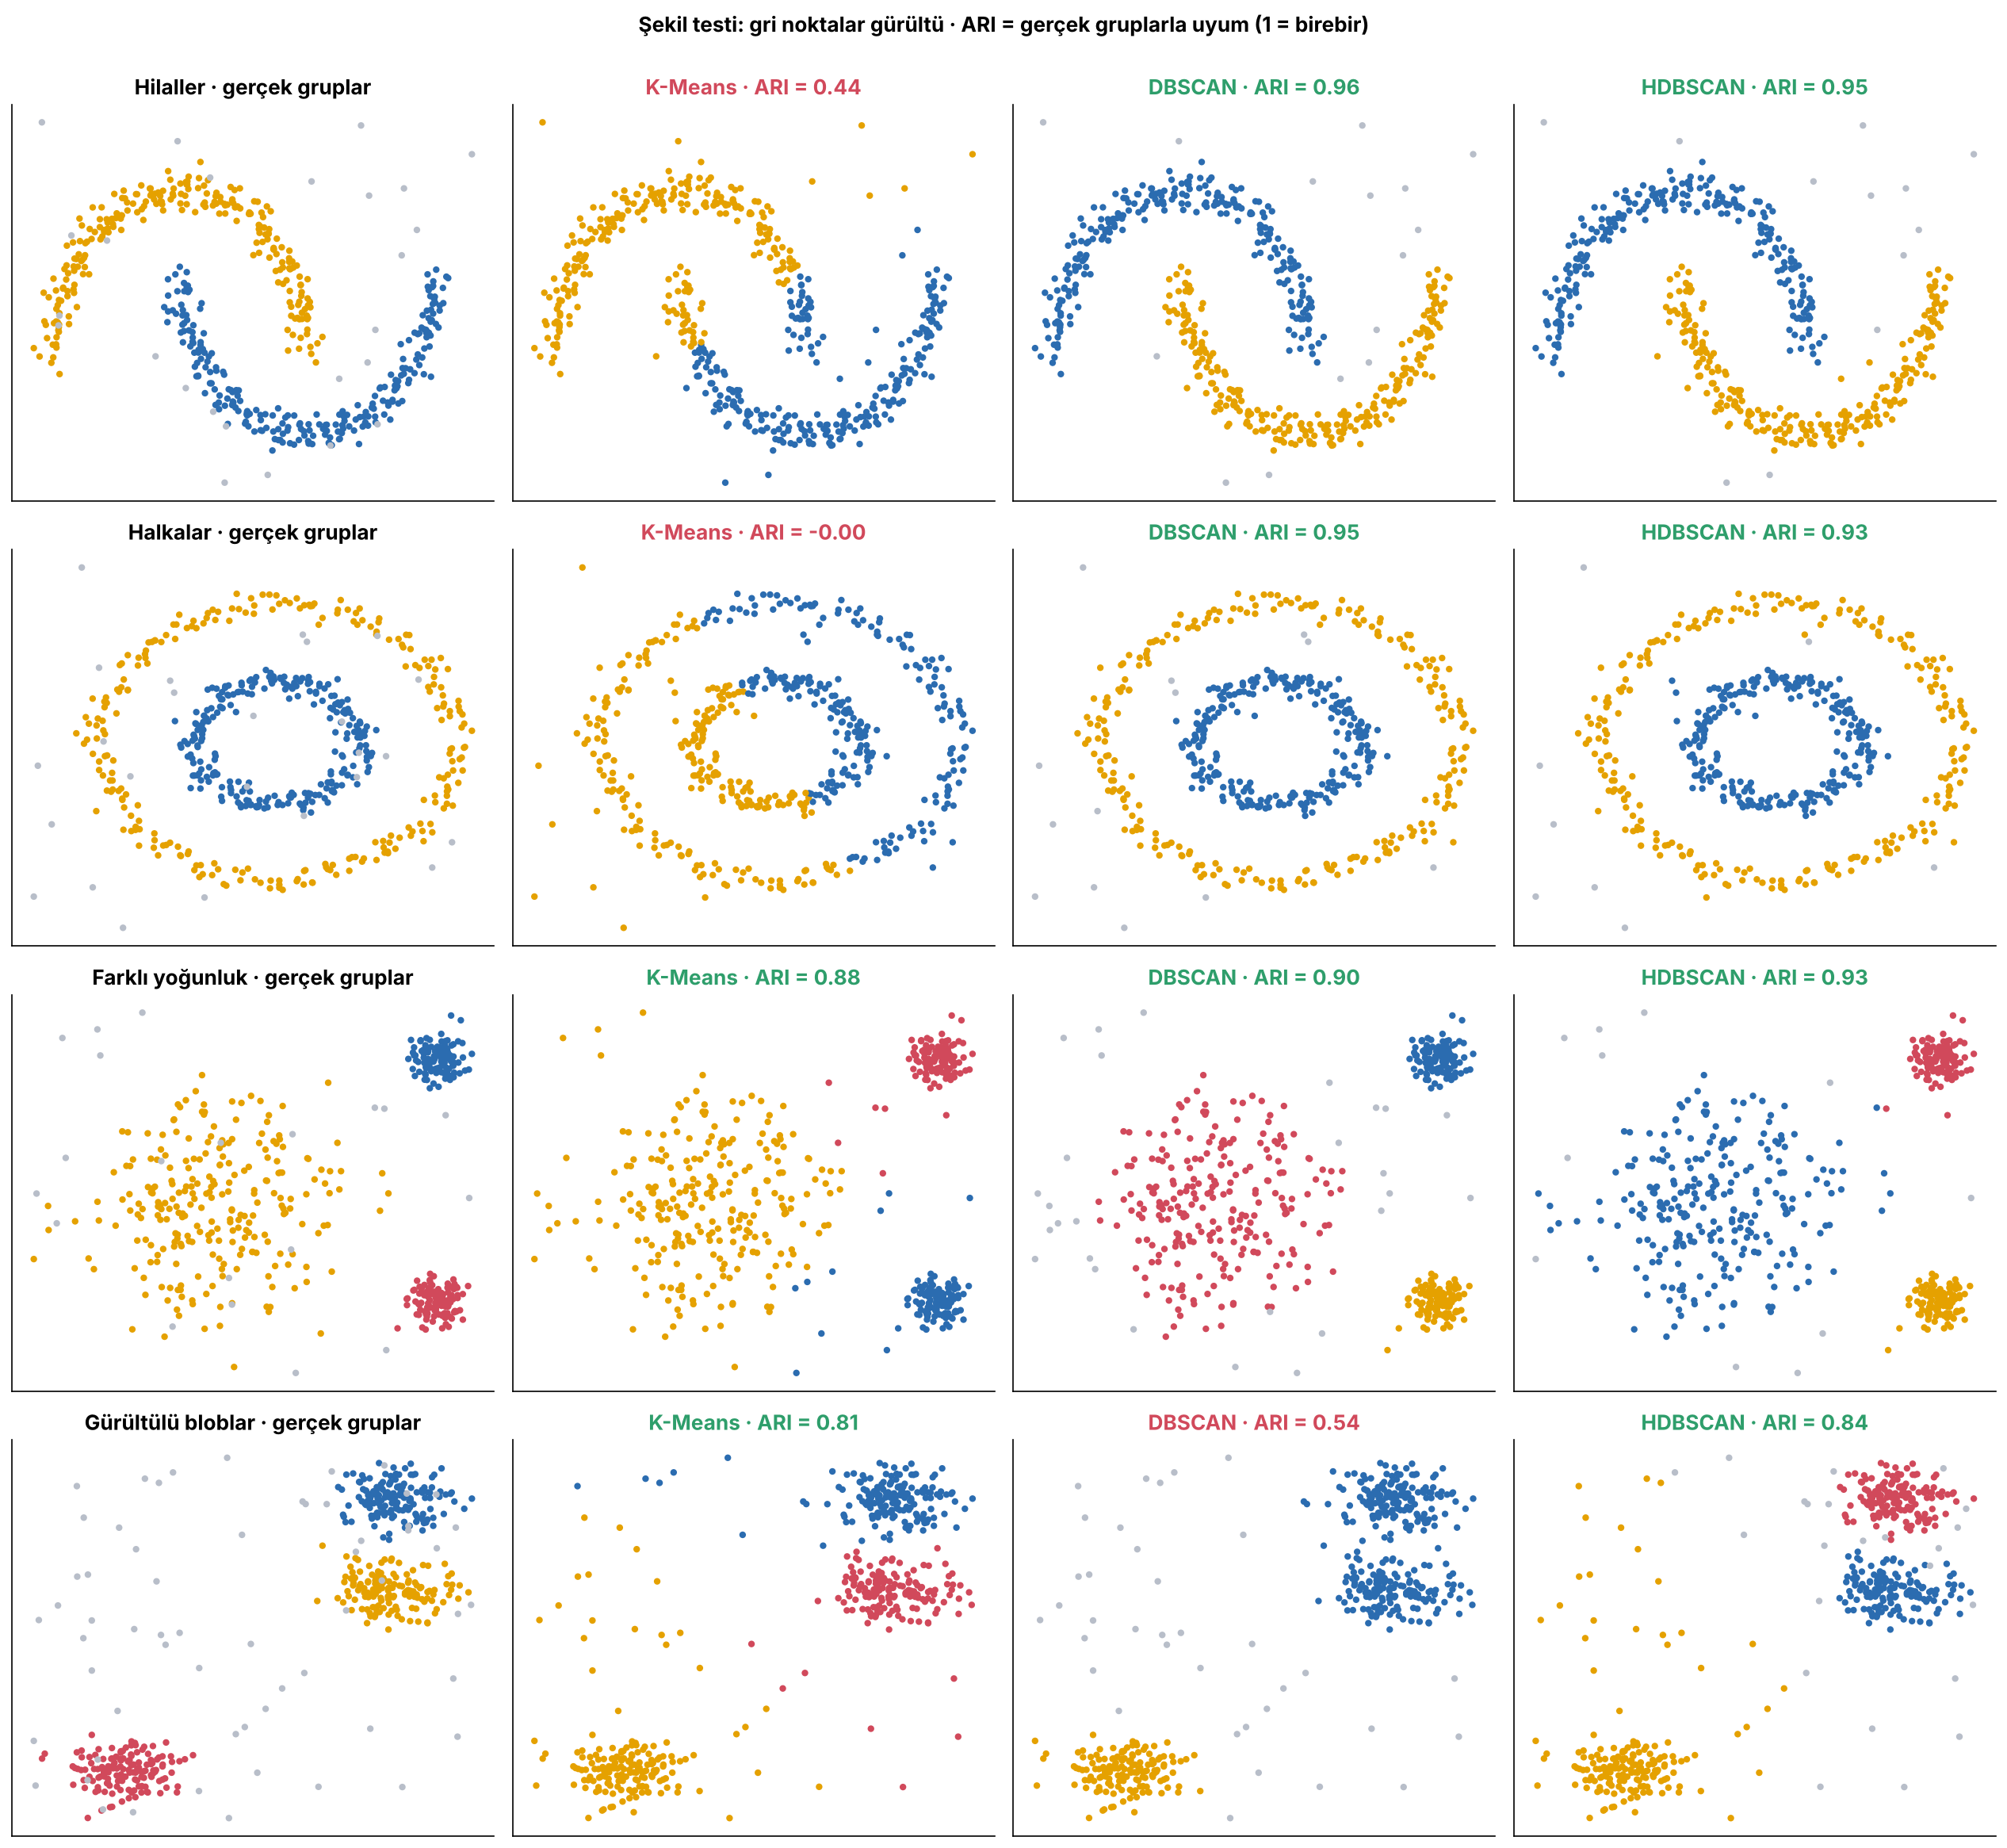 Şekil testi: gri noktalar gürültü · ARI = gerçek gruplarla uyum (1 = birebir)
Hilaller · gerçek gruplar
K-Means · ARI = 0.44
DBSCAN · ARI = 0.96
HDBSCAN · ARI = 0.95
Halkalar · gerçek gruplar
K-Means · ARI = -0.00
DBSCAN · ARI = 0.95
HDBSCAN · ARI = 0.93
Farklı yoğunluk · gerçek gruplar
K-Means · ARI = 0.88
DBSCAN · ARI = 0.90
HDBSCAN · ARI = 0.93
Gürültülü bloblar · gerçek gruplar
K-Means · ARI = 0.81
DBSCAN · ARI = 0.54
HDBSCAN · ARI = 0.84